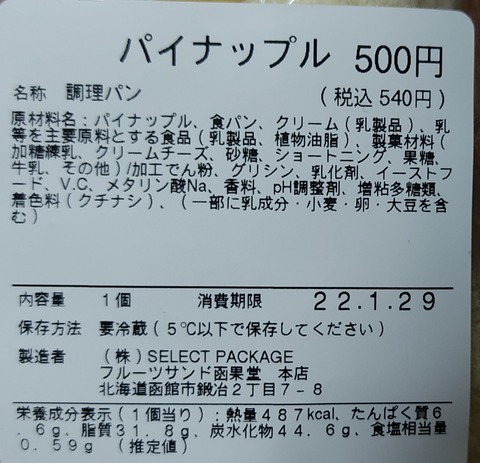 パイナップル 500円
名称 調理パン (税込540円)
原材料名：パイナップル、食パン、クリーム(乳製品)、乳
等を主要原料とする食品(乳製品、植物油脂)、製菓材料(
加糖練乳、クリームチーズ、砂糖、ショートニング、果糖、
牛乳、その他)/加工でん粉、グリシン、乳化剤、イーストフ
ード、V.C、メタリン酸Na、香料、pH調整剤、増粘多糖類、
着色料(クチナシ)、(一部に乳成分・小麦・卵・大豆を含
む)
内容量 1個 消費期限 22.1.29
保存方法 要冷蔵(5℃以下で保存してください)
製造者 (株)SELECT PACKAGE
フルーツサンド函果堂 本店
北海道函館市鍛冶2丁目7-8
栄養成分表示(1個当り)：熱量487kcal、たんぱく質6
.6g、脂質31.8g、炭水化物44.6g、食塩相当量
0.59g (推定値)